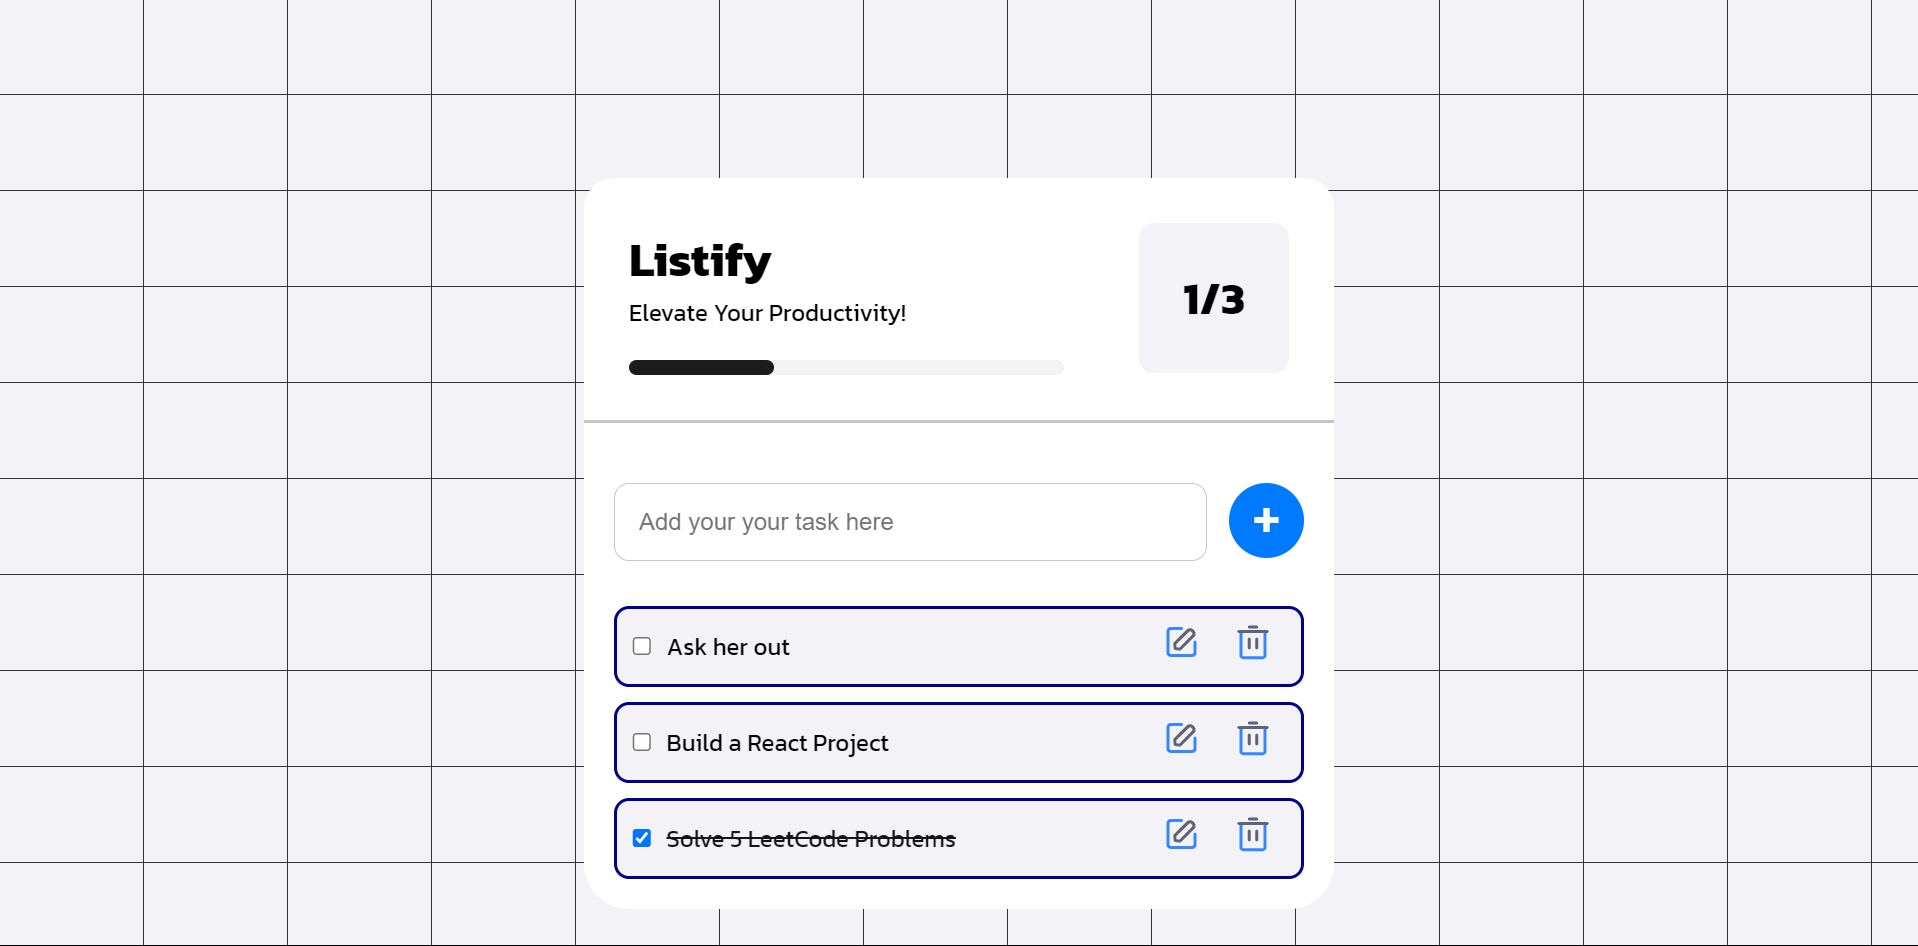 Listify
Elevate Your Productivity!
1/3
Add your your task here
Ask her out
Build a React Project
Solve 5 LeetCode Problems